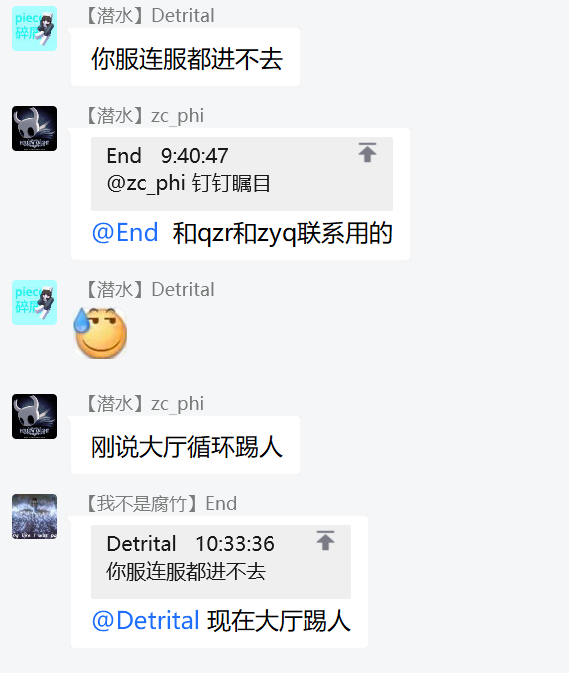 piece
碎屑
【潜水】Detrital
你服连服都进不去
【潜水】zc_phi
End 9:40:47
@zc_phi 钉钉瞩目
@End 和qzr和zyq联系用的
piece
碎屑
【潜水】Detrital
【潜水】zc_phi
刚说大厅循环踢人
【我不是腐竹】End
Detrital 10:33:36
你服连服都进不去
@Detrital 现在大厅踢人